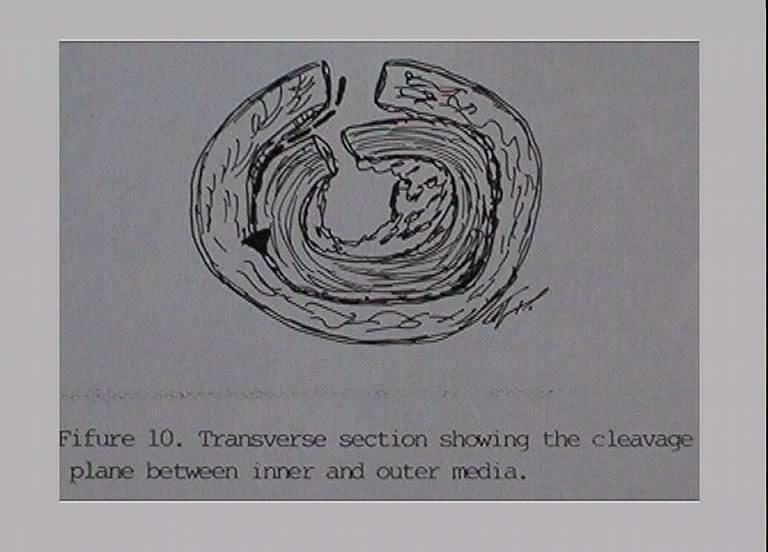 Fifure 10. Transverse section showing the cleavage
plane between inner and outer media.